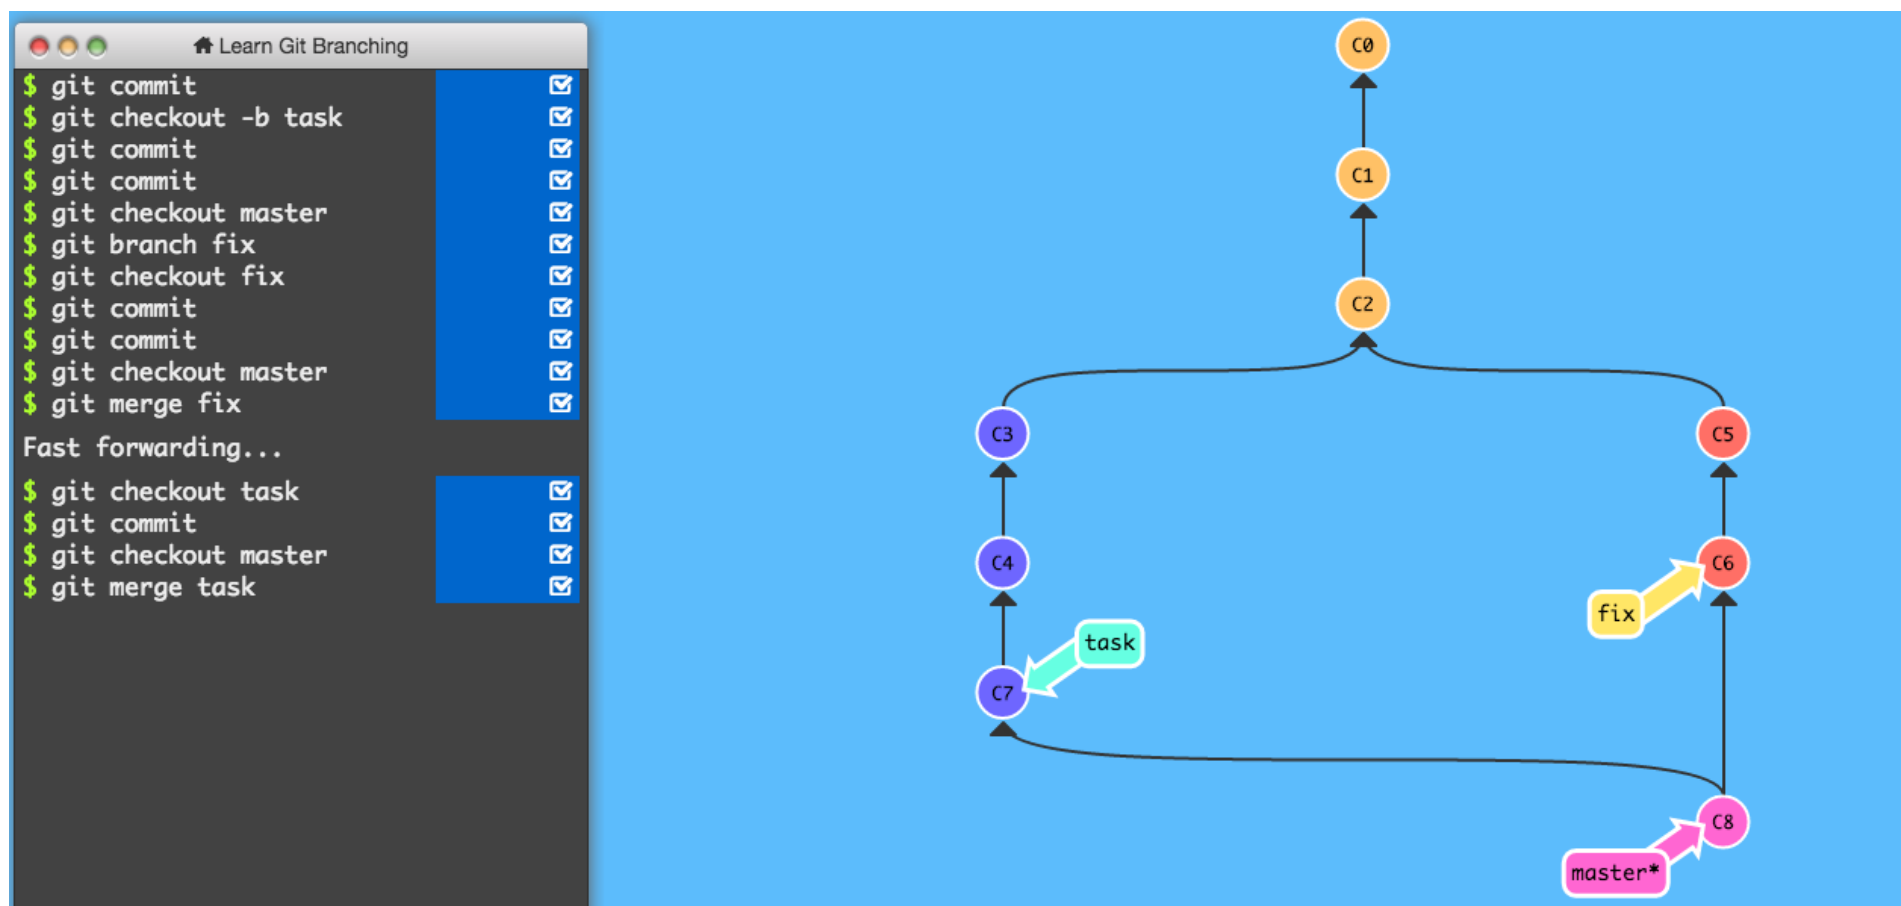 Learn Git Branching
$ git commit
$ git checkout -b task
$ git commit
$ git commit
$ git checkout master
$ git branch fix
$ git checkout fix
$ git commit
$ git commit
$ git checkout master
$ git merge fix
Fast forwarding...
$ git checkout task
$ git commit
$ git checkout master
$ git merge task
C0
C1
C2
C3
C5
C4
C6
fix
task
C7
C8
master*